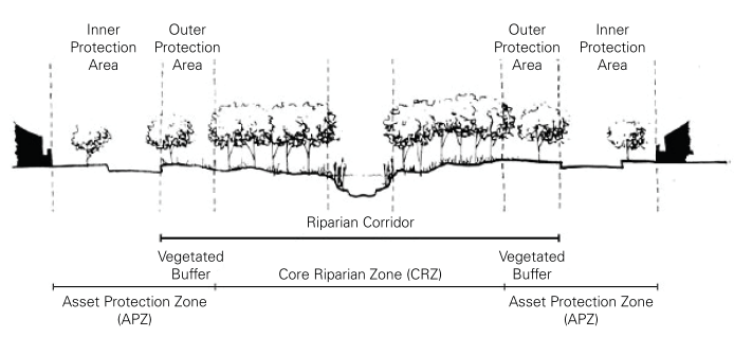 Inner
Protection
Area
Outer
Protection
Area
Outer
Protection
Area
Inner
Protection
Area
Riparian Corridor
Vegetated
Buffer
Core Riparian Zone (CRZ)
Vegetated
Buffer
Asset Protection Zone
(APZ)
Asset Protection Zone
(APZ)